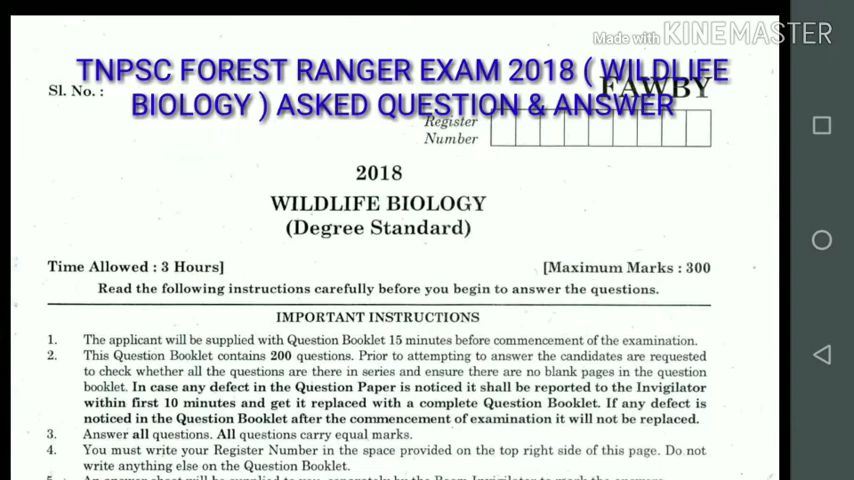 Made with KINEMASTER
TNPSC FOREST RANGER EXAM 2018 ( WILDLIFE
BIOLOGY ) ASKED QUESTION & ANSWER
Sl. No. :
FAWBY
Register
Number
2018
WILDLIFE BIOLOGY
(Degree Standard)
Time Allowed : 3 Hours]
[Maximum Marks : 300
Read the following instructions carefully before you begin to answer the questions.
IMPORTANT INSTRUCTIONS
1. The applicant will be supplied with Question Booklet 15 minutes before commencement of the examination.
2. This Question Booklet contains 200 questions. Prior to attempting to answer the candidates are requested
to check whether all the questions are there in series and ensure there are no blank pages in the question
booklet. In case any defect in the Question Paper is noticed it shall be reported to the Invigilator
within first 10 minutes and get it replaced with a complete Question Booklet. If any defect is
noticed in the Question Booklet after the commencement of examination it will not be replaced.
3. Answer all questions. All questions carry equal marks.
4. You must write your Register Number in the space provided on the top right side of this page. Do not
write anything else on the Question Booklet.